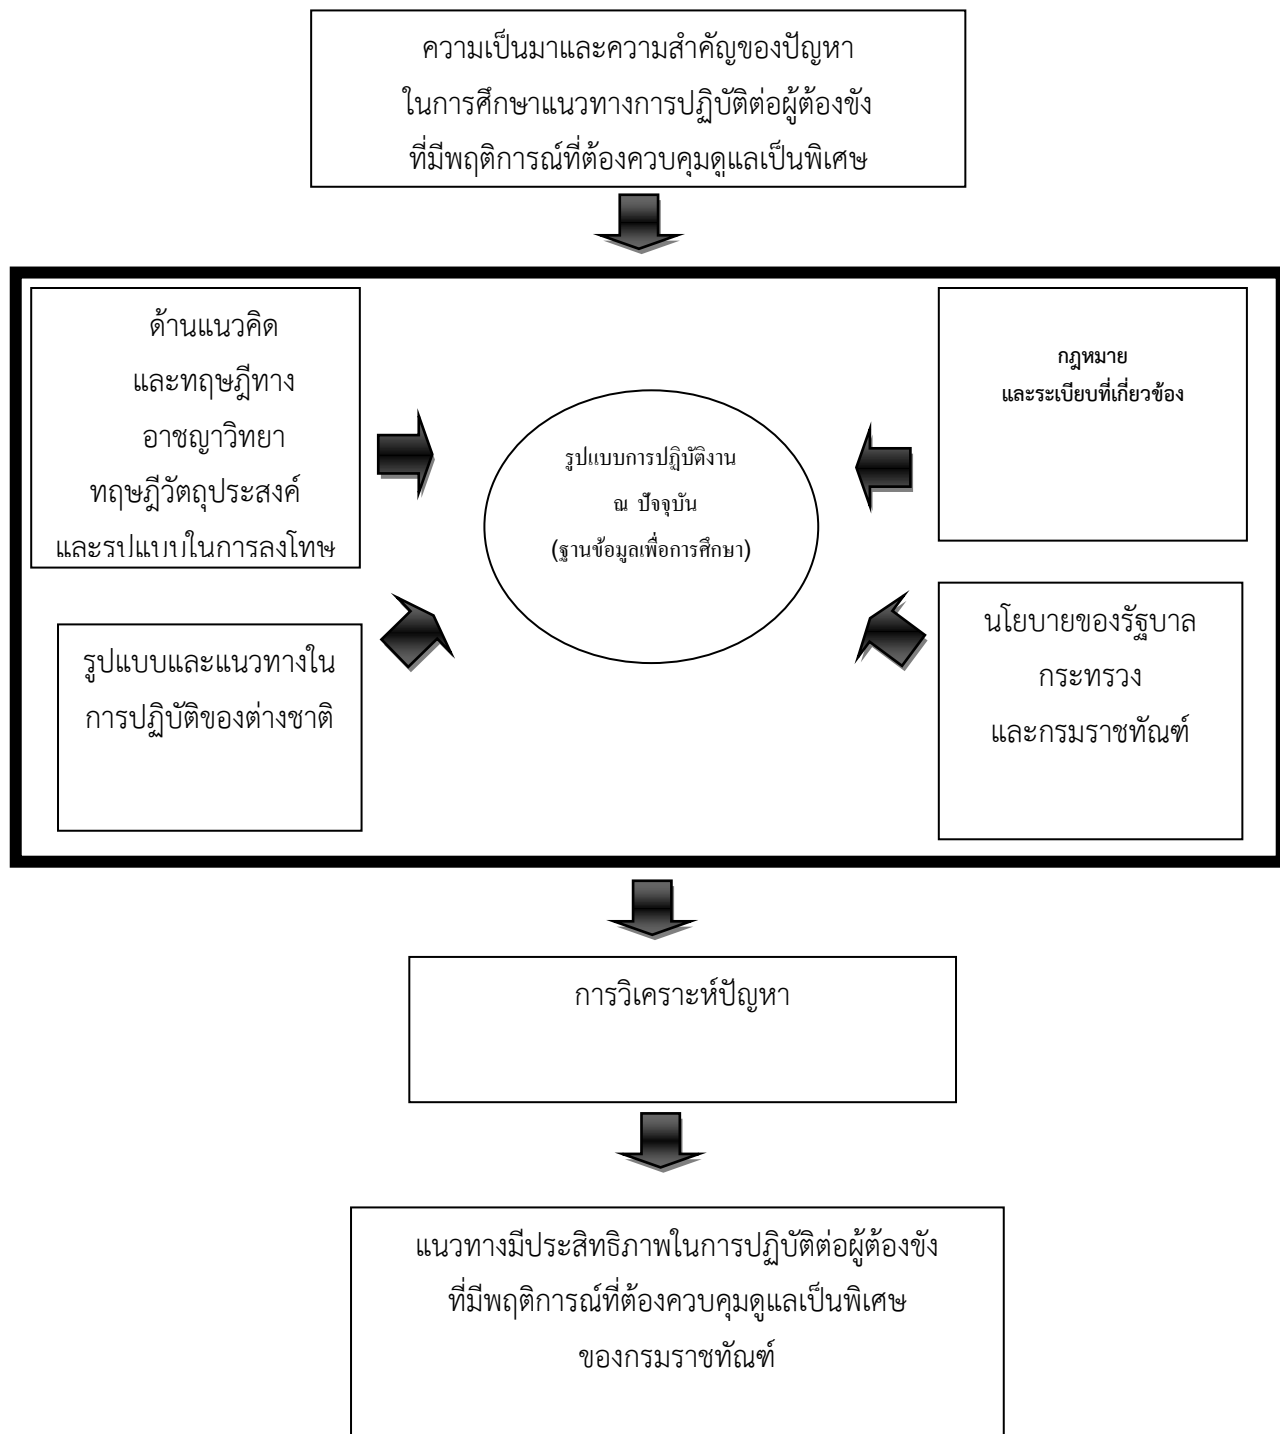 ความเป็นมาและความสำคัญของปัญหา
ในการศึกษาแนวทางการปฏิบัติต่อผู้ต้องขัง
ที่มีพฤติการณ์ที่ต้องควบคุมดูแลเป็นพิเศษ
ด้านแนวคิด
และทฤษฎีทาง
อาชญาวิทยา
ทฤษฎีวัตถุประสงค์
และรูปแบบในการลงโทษ
รูปแบบและแนวทางใน
การปฏิบัติของต่างชาติ
รูปแบบการปฏิบัติงาน
ณ ปัจจุบัน
(ฐานข้อมูลเพื่อการศึกษา)
กฎหมาย
และระเบียบที่เกี่ยวข้อง
นโยบายของรัฐบาล
กระทรวง
และกรมราชทัณฑ์
การวิเคราะห์ปัญหา
แนวทางมีประสิทธิภาพในการปฏิบัติต่อผู้ต้องขัง
ที่มีพฤติการณ์ที่ต้องควบคุมดูแลเป็นพิเศษ
ของกรมราชทัณฑ์